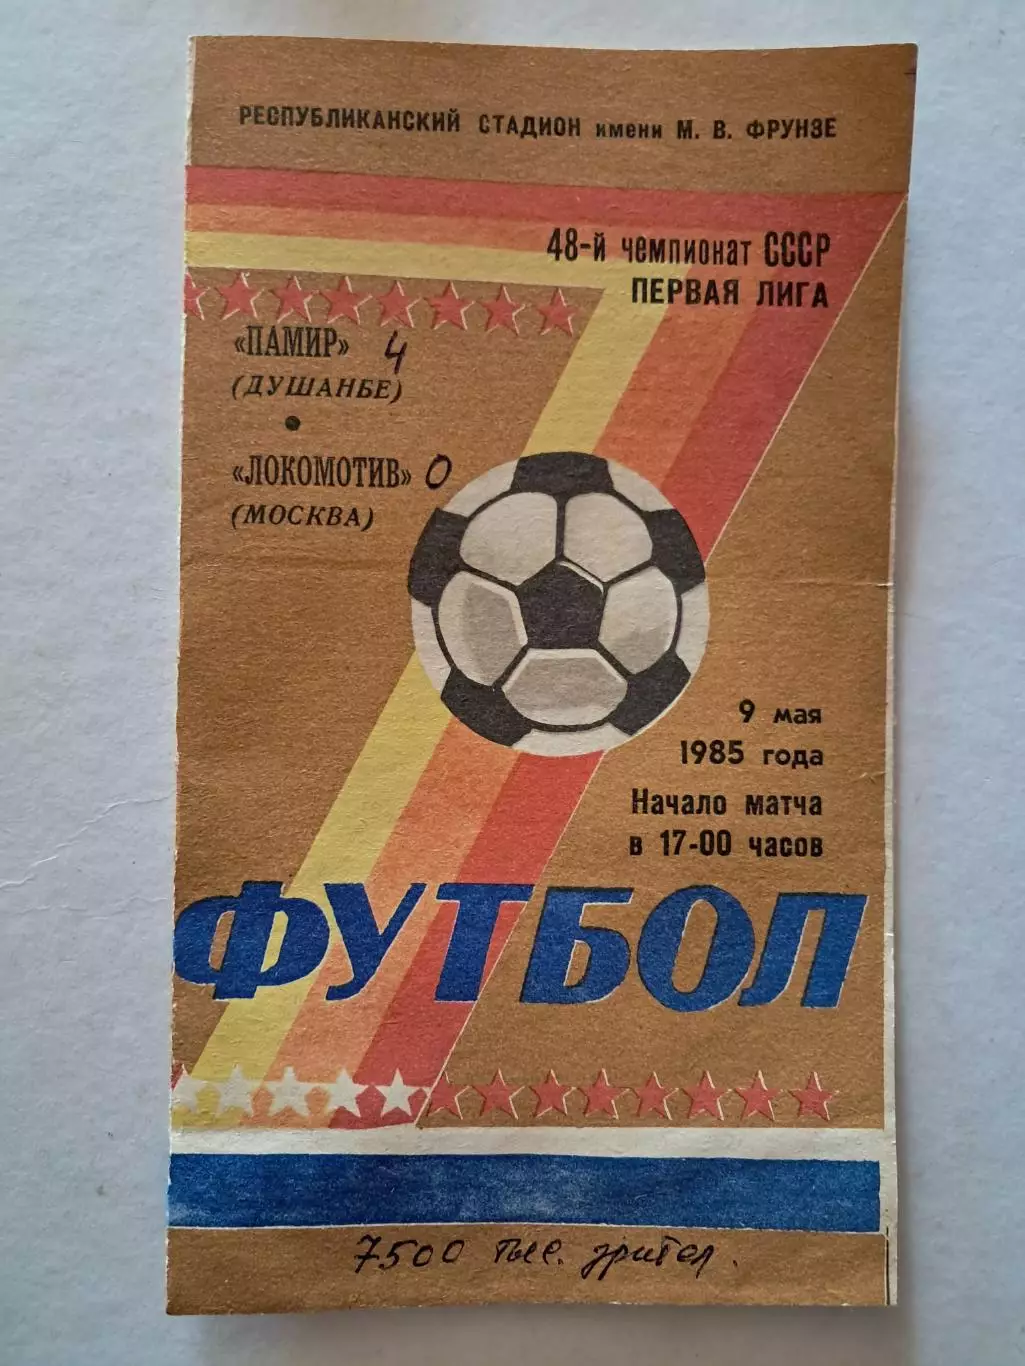 РЕСПУБЛИКАНСКИЙ СТАДИОН имени М. В. ФРУНЗЕ
48-й чемпионат СССР
ПЕРВАЯ ЛИГА
«ПАМИР» 4
(ДУШАНБЕ)
•
«ЛОКОМОТИВ» 0
(МОСКВА)
9 мая
1985 года
Начало матча
в 17-00 часов
ФУТБОЛ
7500 тыс. зрител.